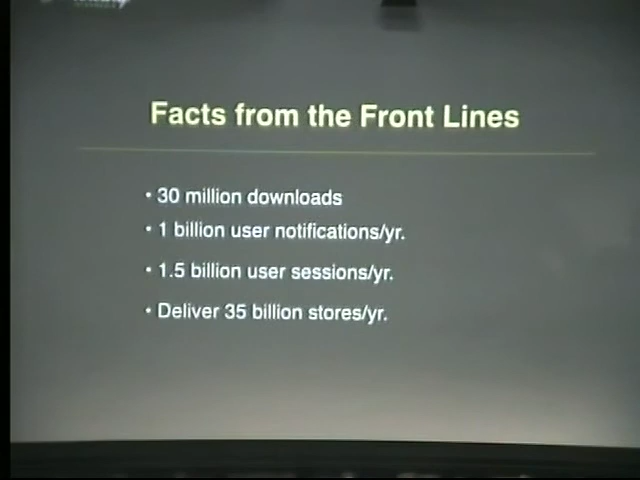 Facts from the Front Lines
• 30 million downloads
• 1 billion user notifications/yr.
• 1.5 billion user sessions/yr.
• Deliver 35 billion stores/yr.